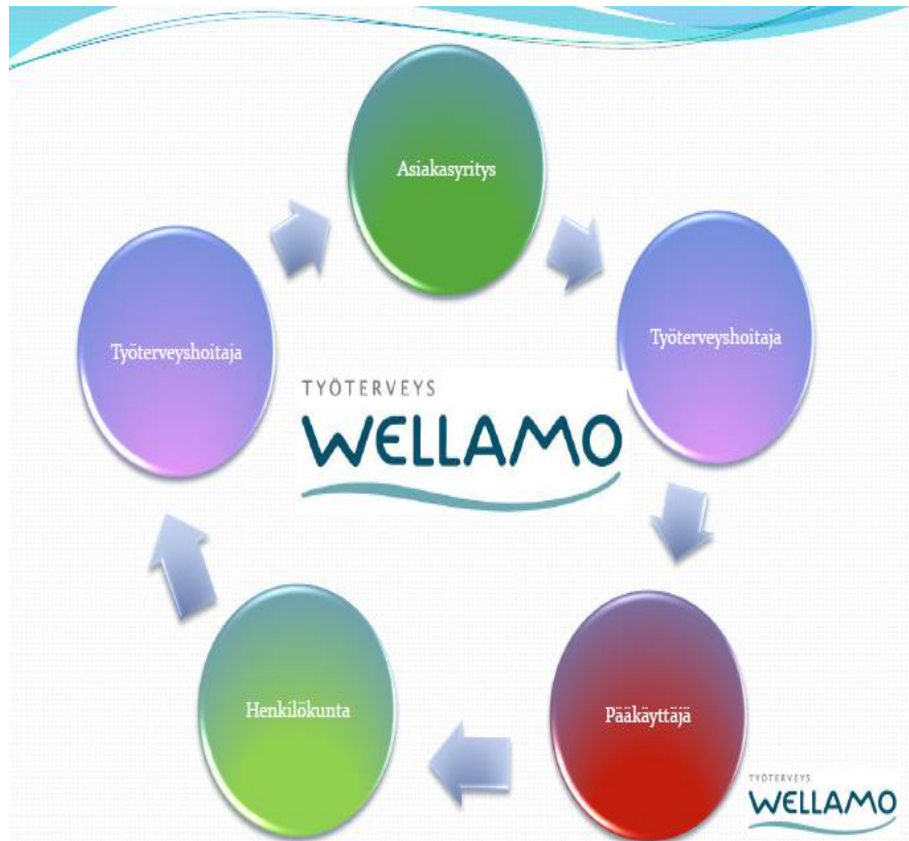 Asiakasyritys
Työterveyshoitaja
Työterveyshoitaja
TYÖTERVEYS
WELLAMO
Henkilökunta
Pääkäyttäjä
TYÖTERVEYS
WELLAMO